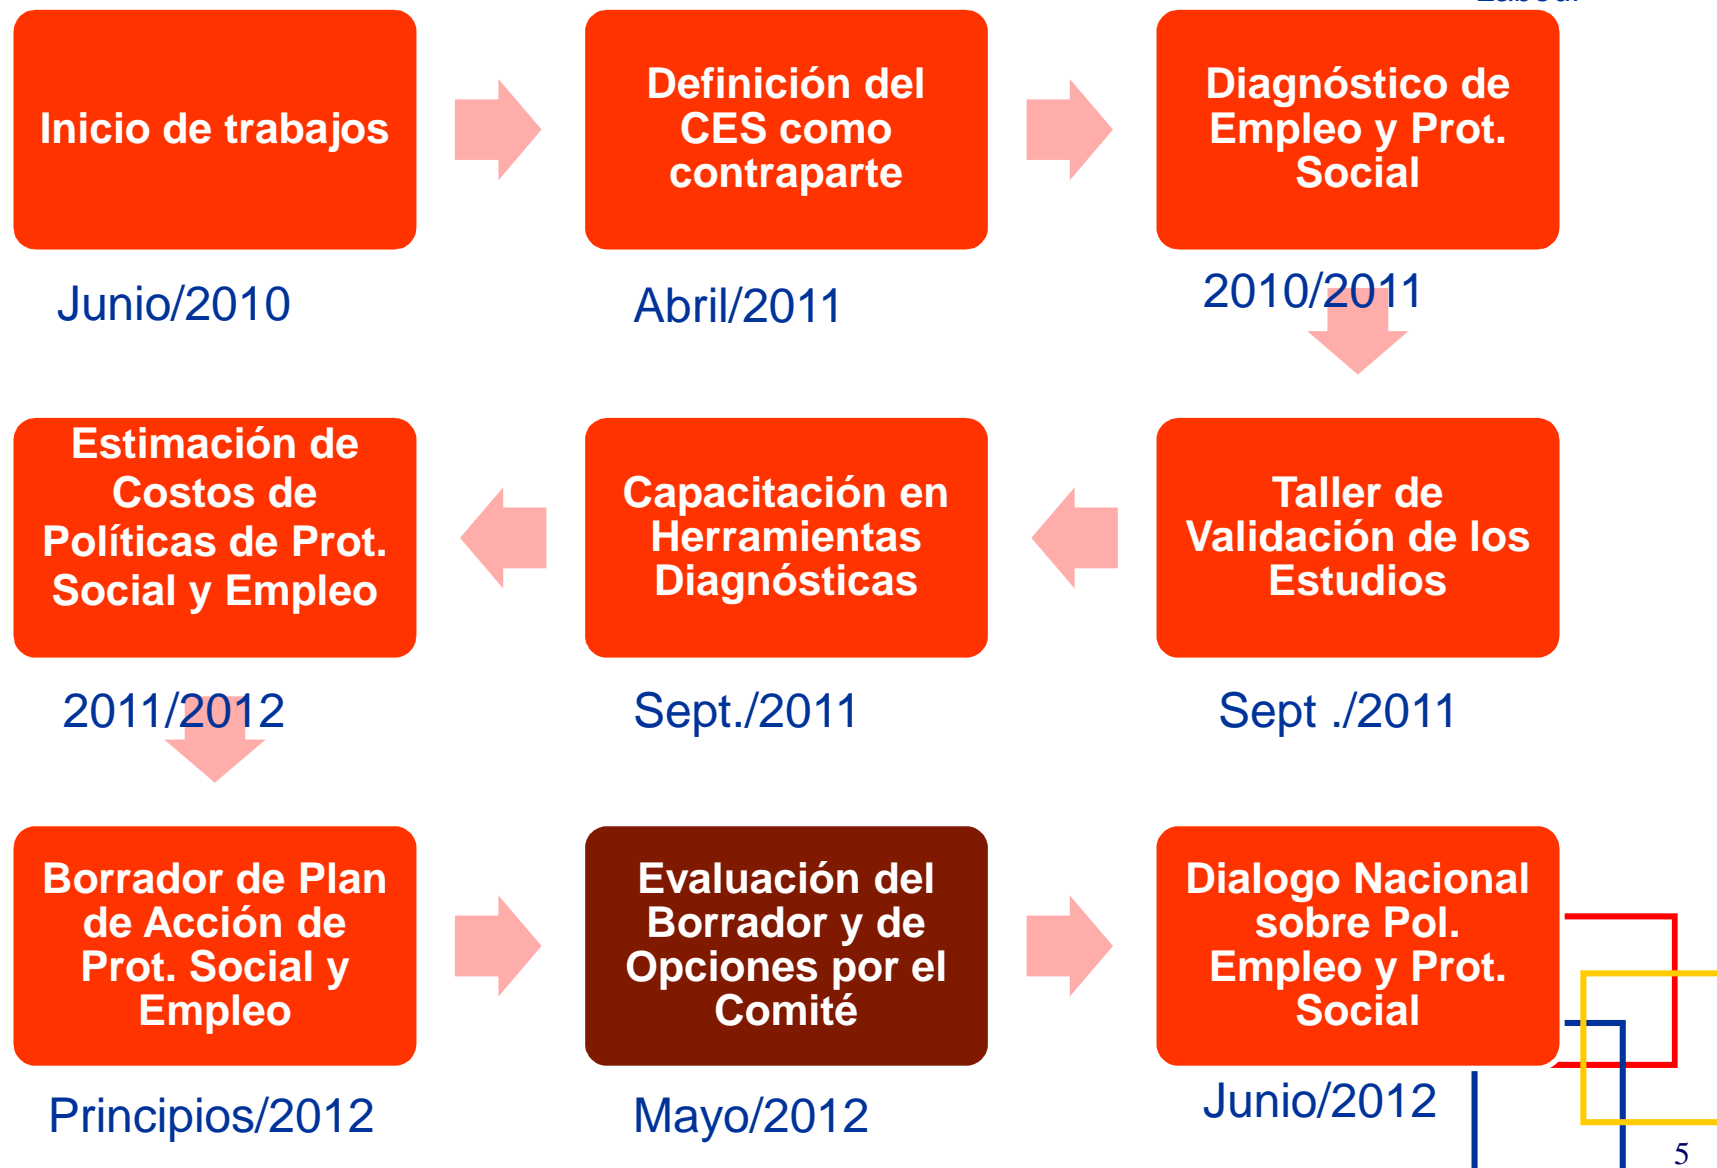 Inicio de trabajos
Junio/2010
Definición del
CES como
contraparte
Abril/2011
Diagnóstico de
Empleo y Prot.
Social
2010/2011
Taller de
Validación de los
Estudios
Sept ./2011
Capacitación en
Herramientas
Diagnósticas
Sept./2011
Estimación de
Costos de
Políticas de Prot.
Social y Empleo
2011/2012
Borrador de Plan
de Acción de
Prot. Social y
Empleo
Principios/2012
Evaluación del
Borrador y de
Opciones por el
Comité
Mayo/2012
Dialogo Nacional
sobre Pol.
Empleo y Prot.
Social
Junio/2012
5